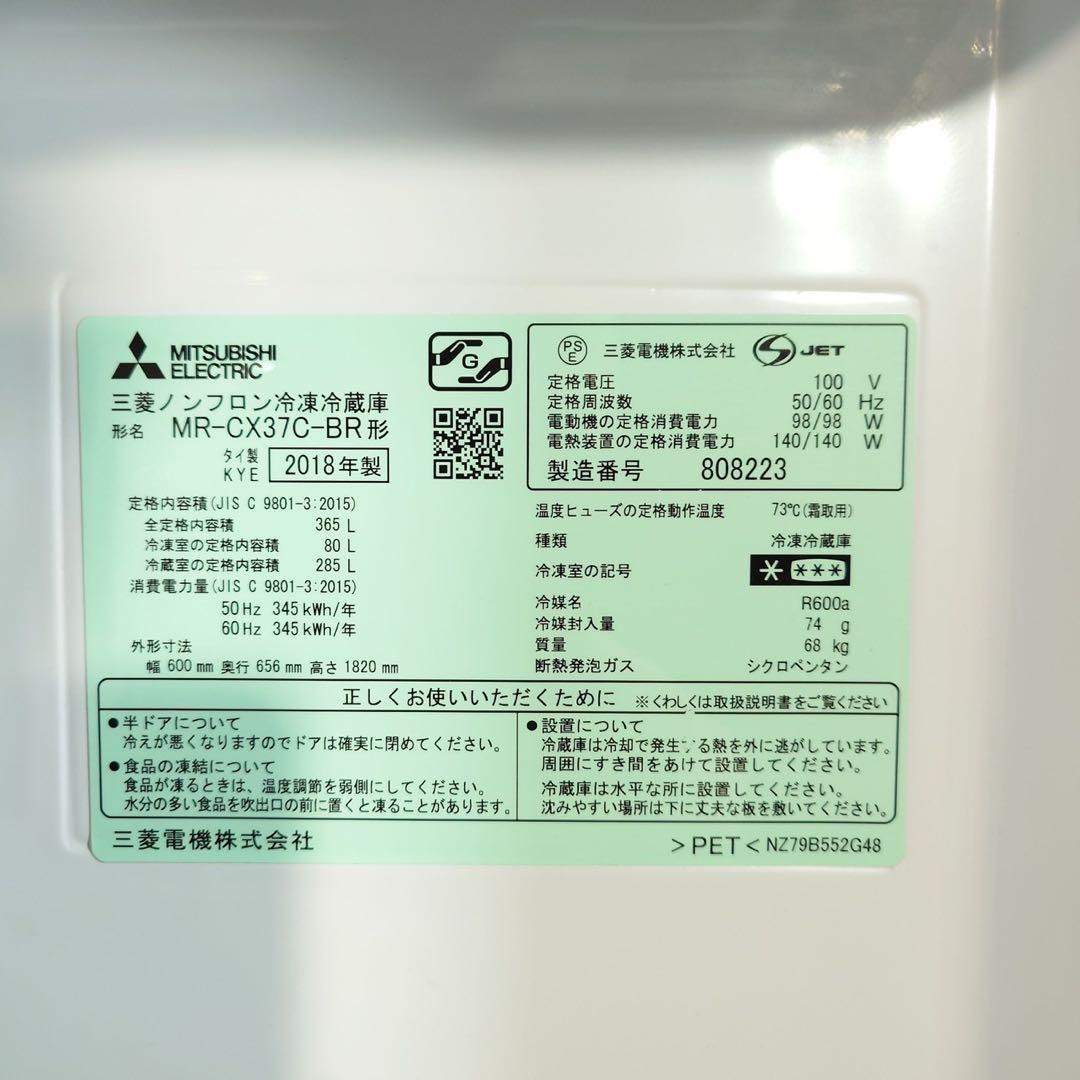 MITSUBISHI
ELECTRIC
G
三菱ノンフロン冷凍冷蔵庫
形名 MR-CX37C-BR形
タイ製
KYE 2018年製
定格内容積(JIS C 9801-3:2015)
全定格内容積 365 L
冷凍室の定格内容積 80 L
冷蔵室の定格内容積 285 L
消費電力量(JIS C 9801-3:2015)
50Hz 345kWh/年
60Hz 345kWh/年
外形寸法
幅 600 mm 奥行 656 mm 高さ 1820 mm
PS
E 三菱電機株式会社 JET
定格電圧 100 V
定格周波数 50/60 Hz
電動機の定格消費電力 98/98 W
電熱装置の定格消費電力 140/140 W
製造番号 808223
温度ヒューズの定格動作温度 73℃(霜取用)
種類 冷凍冷蔵庫
冷凍室の記号 * ***
冷媒名 R600a
冷媒封入量 74 g
質量 68 kg
断熱発泡ガス シクロペンタン
正しくお使いいただくために ※くわしくは取扱説明書をご覧ください
●半ドアについて
冷えが悪くなりますのでドアは確実に閉めてください。
●食品の凍結について
食品が凍るときは、温度調節を弱側にしてください。
水分の多い食品を吹出口の前に置くと凍ることがあります。
●設置について
冷蔵庫は冷却で発生する熱を外に逃がしています。
周囲にすき間をあけて設置してください。
冷蔵庫は水平な所に設置してください。
沈みやすい場所は下に丈夫な板を敷いてください。
三菱電機株式会社 >PET< NZ79B552G48